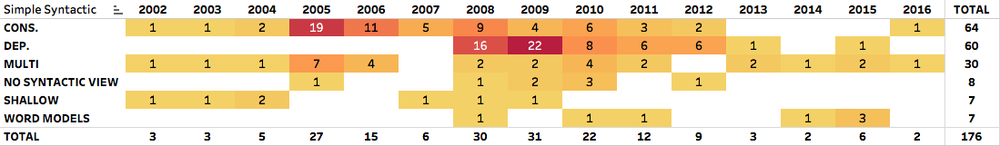 Simple Syntactic 2002 2003 2004 2005 2006 2007 2008 2009 2010 2011 2012 2013 2014 2015 2016 TOTAL
CONS. 1 1 2 19 11 5 9 4 6 3 2 1 64
DEP. 16 22 8 6 6 1 1 60
MULTI 1 1 1 7 4 2 2 4 2 2 1 2 1 30
NO SYNTACTIC VIEW 1 1 2 3 1 8
SHALLOW 1 1 2 1 1 1 7
WORD MODELS 1 1 1 1 3 7
TOTAL 3 3 5 27 15 6 30 31 22 12 9 3 2 6 2 176